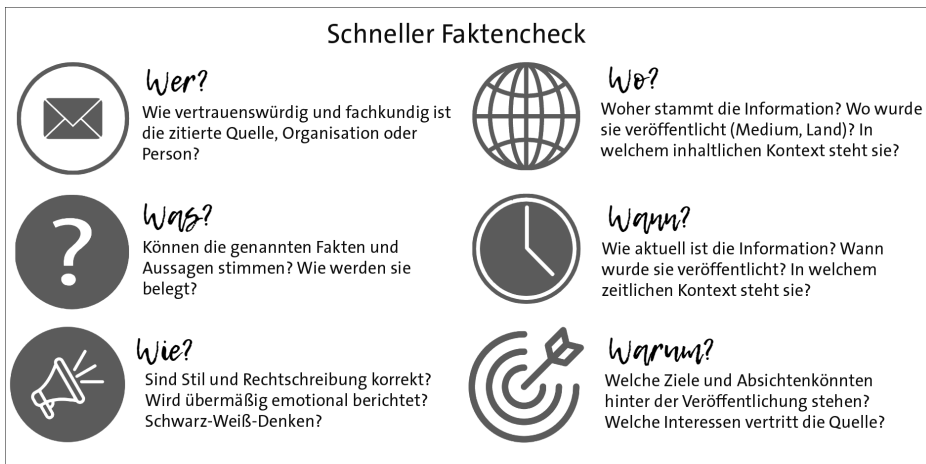 Schneller Faktencheck
Wer?
Wie vertrauenswürdig und fachkundig ist
die zitierte Quelle, Organisation oder
Person?
Wo?
Woher stammt die Information? Wo wurde
sie veröffentlicht (Medium, Land)? In
welchem inhaltlichen Kontext steht sie?
Was?
Können die genannten Fakten und
Aussagen stimmen? Wie werden sie
belegt?
Wann?
Wie aktuell ist die Information? Wann
wurde sie veröffentlicht? In welchem
zeitlichen Kontext steht sie?
Wie?
Sind Stil und Rechtschreibung korrekt?
Wird übermäßig emotional berichtet?
Schwarz-Weiß-Denken?
Warum?
Welche Ziele und Absichtenkönnten
hinter der Veröffentlichung stehen?
Welche Interessen vertritt die Quelle?